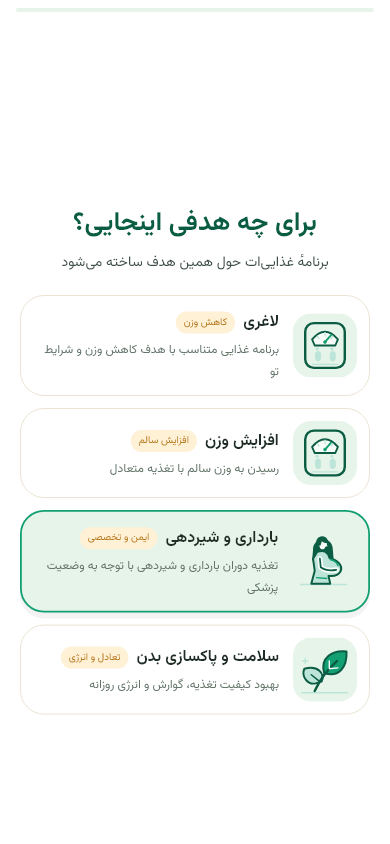 برای چه هدفی اینجایی؟
برنامهٔ غذایی‌ات حول همین هدف ساخته می‌شود
لاغری کاهش وزن
برنامه غذایی متناسب با هدف کاهش وزن و شرایط
تو
افزایش وزن افزایش سالم
رسیدن به وزن سالم با تغذیه متعادل
بارداری و شیردهی ایمن و تخصصی
تغذیه دوران بارداری و شیردهی با توجه به وضعیت
پزشکی
سلامت و پاکسازی بدن تعادل و انرژی
بهبود کیفیت تغذیه، گوارش و انرژی روزانه